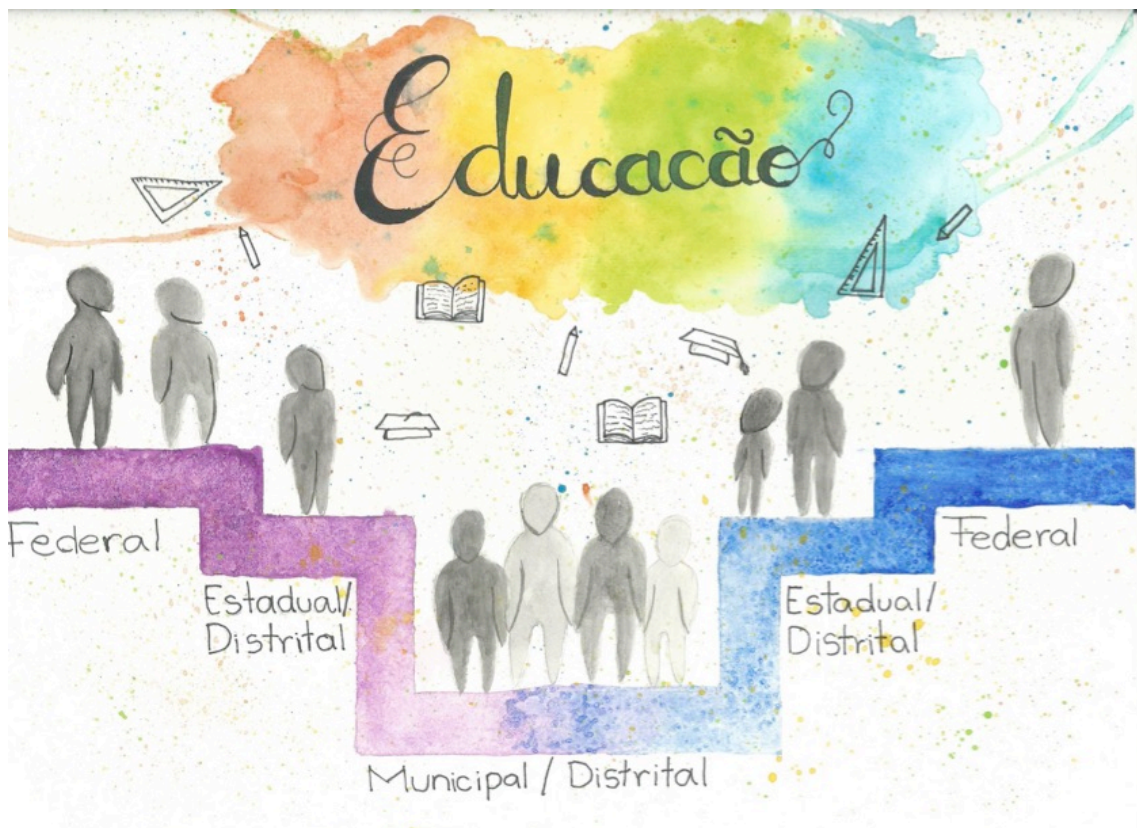 Educacão
Federal
Estadual/
Distrital
Municipal / Distrital
Estadual/
Distrital
Federal